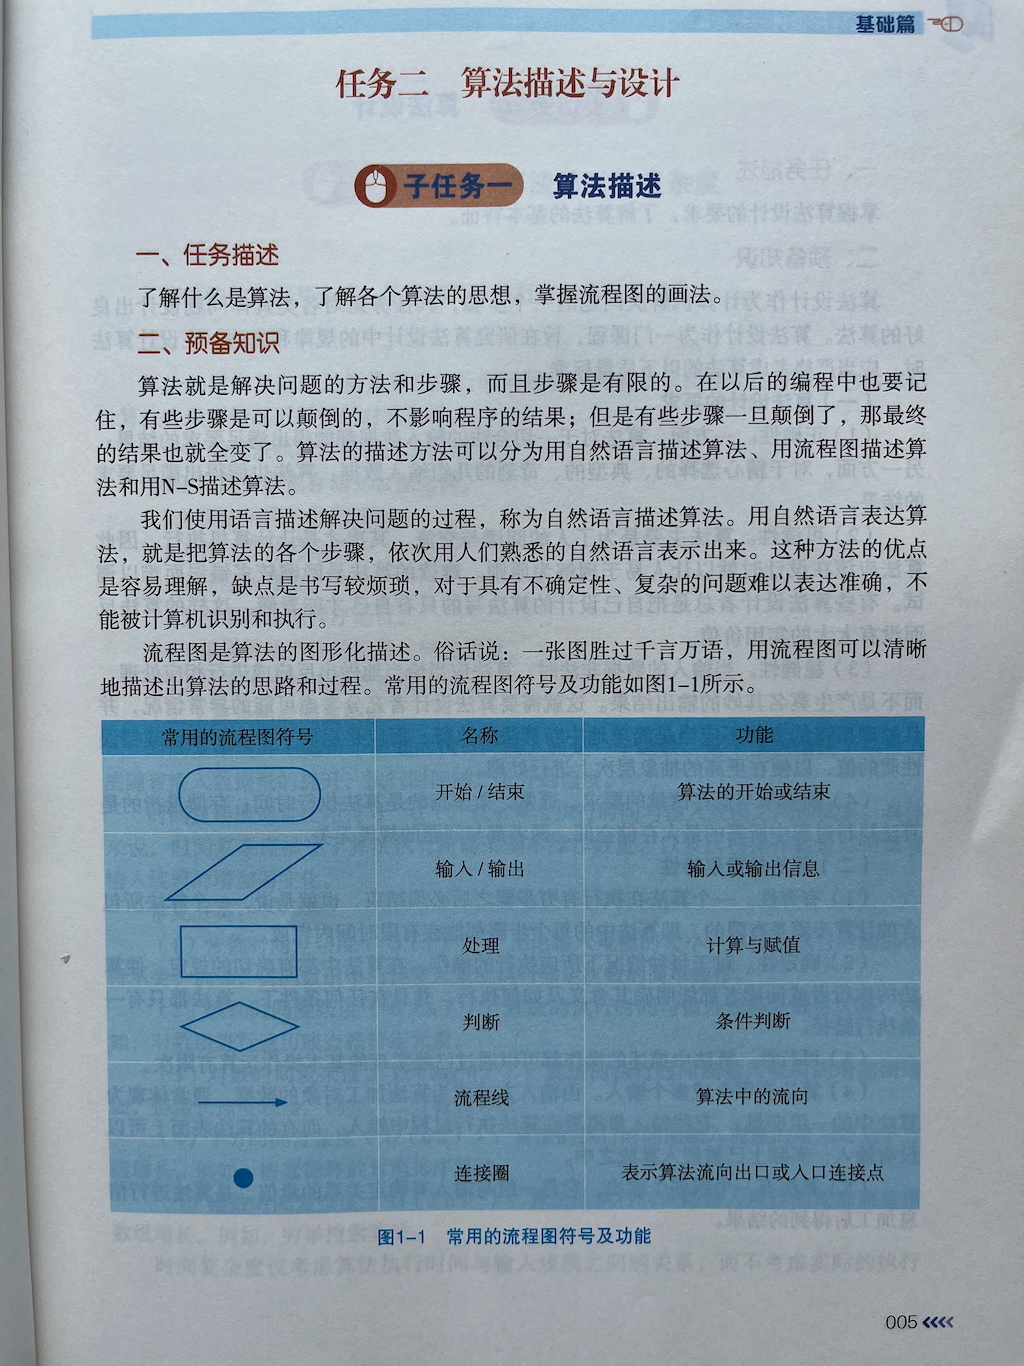 基础篇
任务二 算法描述与设计
子任务一 算法描述
一、任务描述
了解什么是算法，了解各个算法的思想，掌握流程图的画法。
二、预备知识
算法就是解决问题的方法和步骤，而且步骤是有限的。在以后的编程中也要记
住，有些步骤是可以颠倒的，不影响程序的结果；但是有些步骤一旦颠倒了，那最终
的结果也就全变了。算法的描述方法可以分为用自然语言描述算法、用流程图描述算
法和用N-S描述算法。
我们使用语言描述解决问题的过程，称为自然语言描述算法。用自然语言表达算
法，就是把算法的各个步骤，依次用人们熟悉的自然语言表示出来。这种方法的优点
是容易理解，缺点是书写较烦琐，对于具有不确定性、复杂的问题难以表达准确，不
能被计算机识别和执行。
流程图是算法的图形化描述。俗话说：一张图胜过千言万语，用流程图可以清晰
地描述出算法的思路和过程。常用的流程图符号及功能如图1-1所示。
常用的流程图符号 名称 功能
开始/结束 算法的开始或结束
输入/输出 输入或输出信息
处理 计算与赋值
判断 条件判断
流程线 算法中的流向
连接圈 表示算法流向出口或入口连接点
图1-1 常用的流程图符号及功能
005